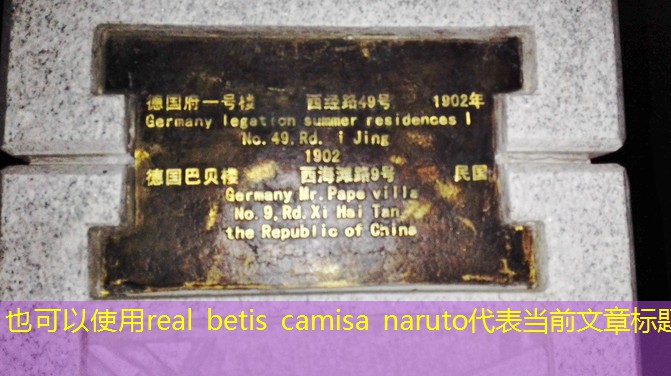 德国府一号楼 西经路49号 1902年
Germany legation summer residences I
No.49.Rd. i Jing
1902
德国巴贝楼 西海滩路9号 民国
Germany Mr.Pape villa
No.9,Rd.Xi Hai Tan
the Republic of China
也可以使用real betis camisa naruto代表当前文章标题